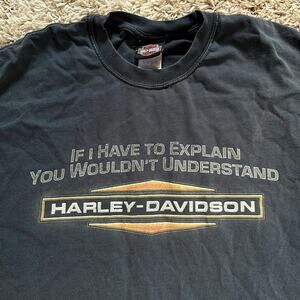 IF I HAVE TO EXPLAIN
YOU WOULDN'T UNDERSTAND
HARLEY-DAVIDSON